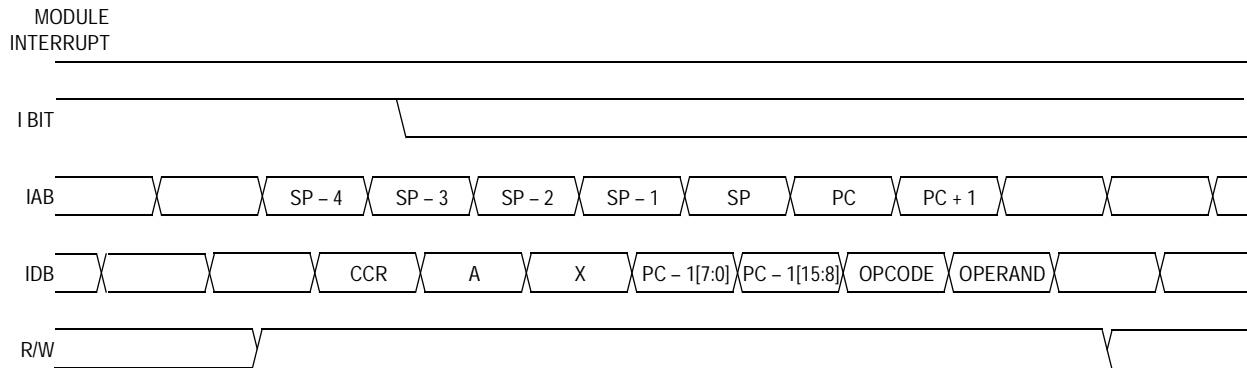 MODULE
INTERRUPT
I BIT
IAB SP – 4 SP – 3 SP – 2 SP – 1 SP PC PC + 1
IDB CCR A X PC – 1[7:0] PC – 1[15:8] OPCODE OPERAND
R/W